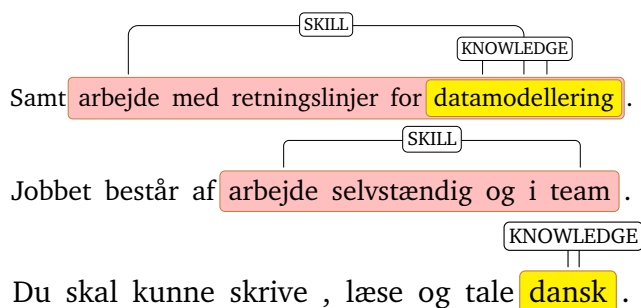 SKILL
KNOWLEDGE
Samt arbejde med retningslinjer for datamodellering .
SKILL
Jobbet består af arbejde selvstændig og i team .
KNOWLEDGE
Du skal kunne skrive , læse og tale dansk .